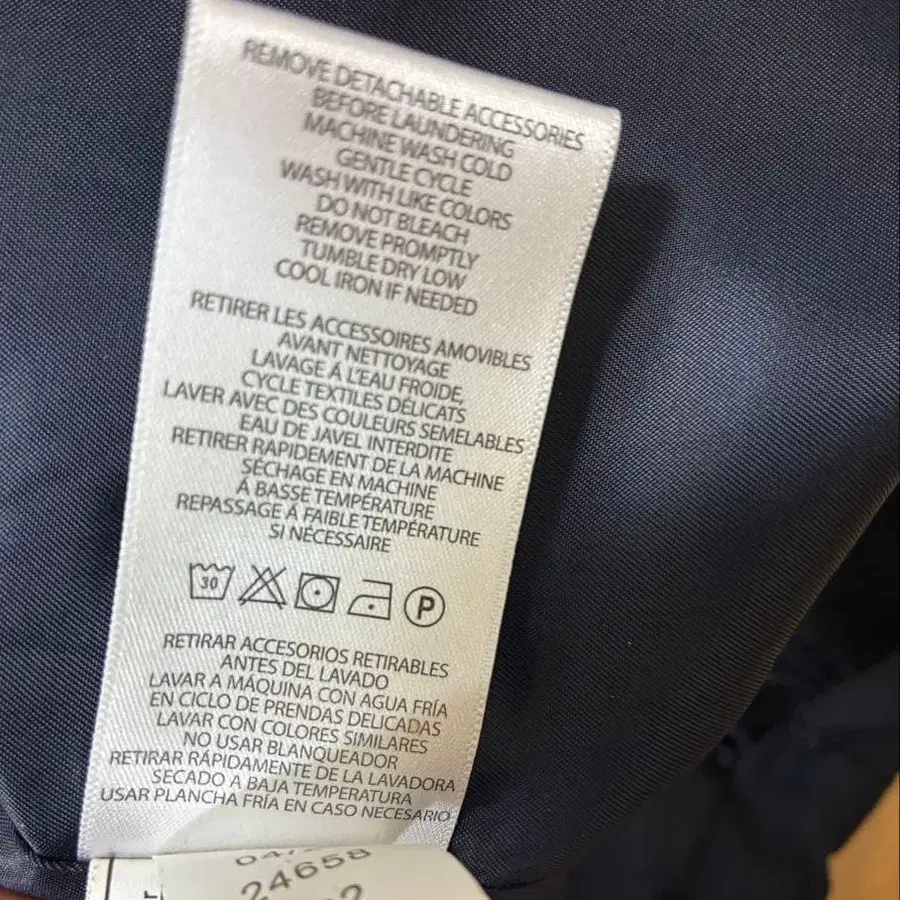 REMOVE DETACHABLE ACCESSORIES
BEFORE LAUNDERING
MACHINE WASH COLD
GENTLE CYCLE
WASH WITH LIKE COLORS
DO NOT BLEACH
REMOVE PROMPTLY
TUMBLE DRY LOW
COOL IRON IF NEEDED
RETIRER LES ACCESSOIRES AMOVIBLES
AVANT NETTOYAGE
LAVAGE À L'EAU FROIDE,
CYCLE TEXTILES DÉLICATS
LAVER AVEC DES COULEURS SEMELABLES
EAU DE JAVEL INTERDITE
RETIRER RAPIDEMENT DE LA MACHINE
SÉCHAGE EN MACHINE
Á BASSE TEMPÉRATURE
REPASSAGE Á FAIBLE TEMPÉRATURE
SI NÉCESSAIRE
30 P
RETIRAR ACCESORIOS RETIRABLES
ANTES DEL LAVADO
LAVAR A MÁQUINA CON AGUA FRÍA
EN CICLO DE PRENDAS DELICADAS
LAVAR CON COLORES SIMILARES
NO USAR BLANQUEADOR
RETIRAR RÁPIDAMENTE DE LA LAVADORA
SECADO A BAJA TEMPERATURA
USAR PLANCHA FRÍA EN CASO NECESARIO
24658